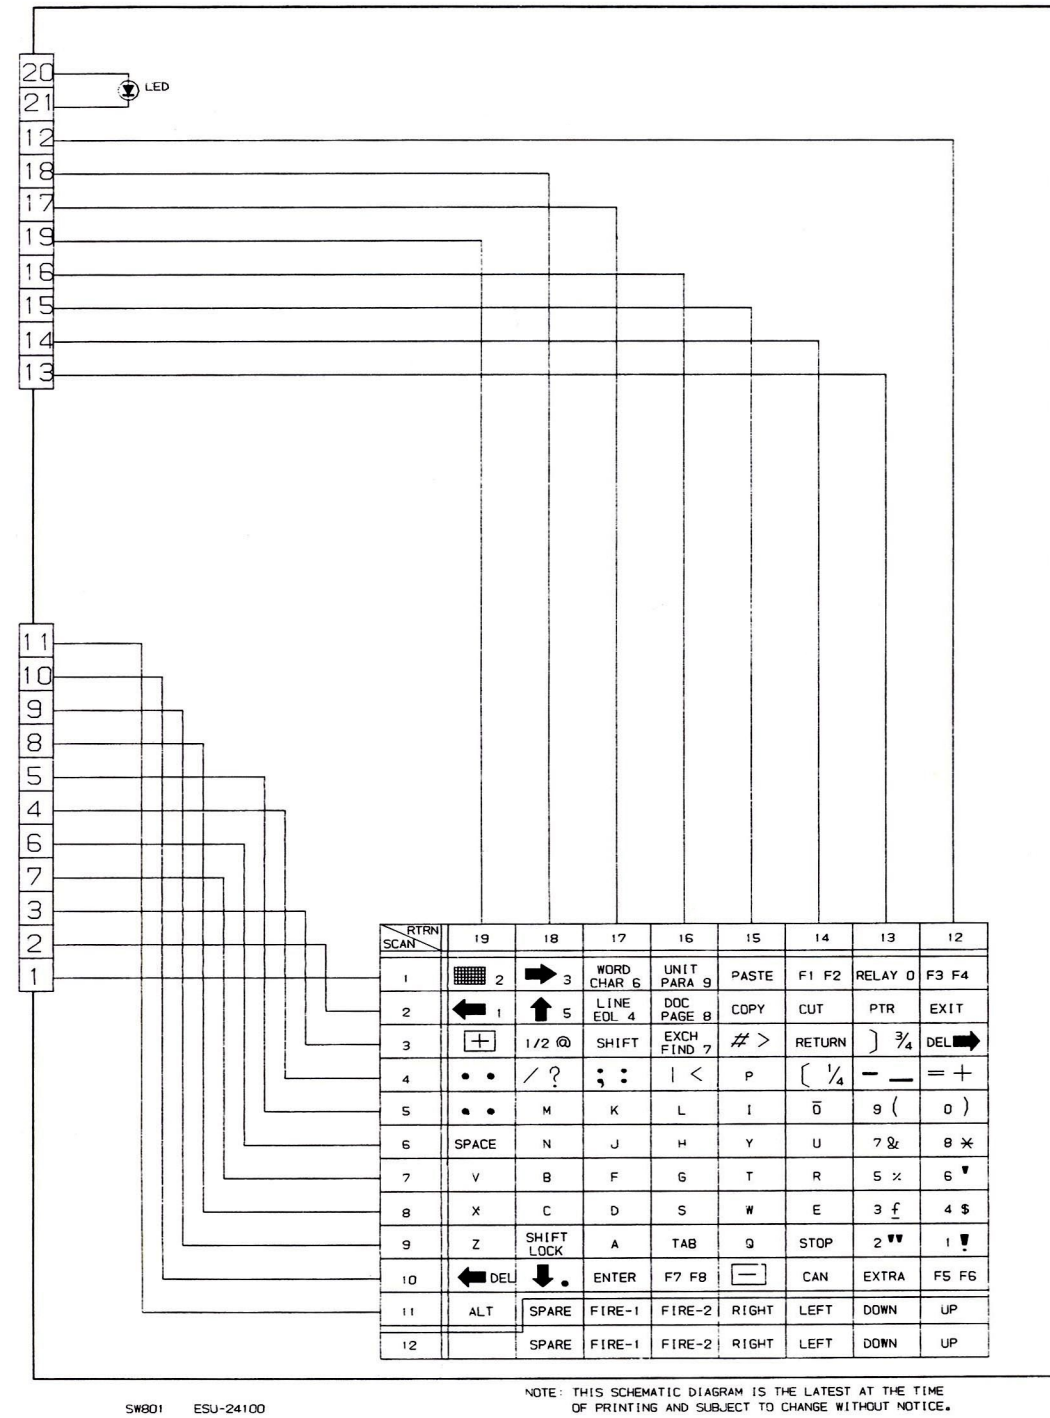 20
LED
21
12
18
17
19
16
15
14
13
11
10
9
8
5
4
6
7
3
2
1
RTRN
SCAN
19 18 17 16 15 14 13 12
1 2 3 WORD CHAR 6 UNIT PARA 9 PASTE F1 F2 RELAY 0 F3 F4
2 1 5 LINE EOL 4 DOC PAGE 8 COPY CUT PTR EXIT
3 + 1/2 @ SHIFT EXCH FIND 7 # > RETURN ] ¾ DEL
4 • • / ? ; : | < P [ ¼ - _ = +
5 • • M K L I O 9 ( 0 )
6 SPACE N J H Y U 7 & 8 *
7 V B F G T R 5 % 6 '
8 X C D S W E 3 £ 4 $
9 Z SHIFT LOCK A TAB Q STOP 2 " 1 !
10 DEL . ENTER F7 F8 - CAN EXTRA F5 F6
11 ALT SPARE FIRE-1 FIRE-2 RIGHT LEFT DOWN UP
12 SPARE FIRE-1 FIRE-2 RIGHT LEFT DOWN UP
SW801 ESU-24100
NOTE: THIS SCHEMATIC DIAGRAM IS THE LATEST AT THE TIME
OF PRINTING AND SUBJECT TO CHANGE WITHOUT NOTICE.